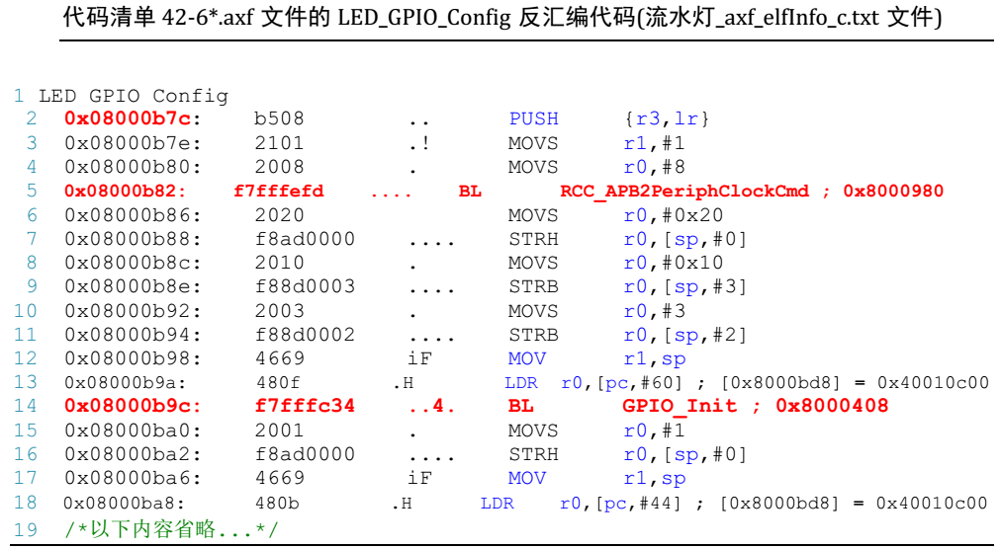 代码清单 42-6*.axf 文件的 LED_GPIO_Config 反汇编代码(流水灯_axf_elfInfo_c.txt 文件)
1 LED GPIO Config
2 0x08000b7c: b508 .. PUSH {r3,lr}
3 0x08000b7e: 2101 .! MOVS r1,#1
4 0x08000b80: 2008 . MOVS r0,#8
5 0x08000b82: f7fffefd .... BL RCC_APB2PeriphClockCmd ; 0x8000980
6 0x08000b86: 2020 MOVS r0,#0x20
7 0x08000b88: f8ad0000 .... STRH r0,[sp,#0]
8 0x08000b8c: 2010 . MOVS r0,#0x10
9 0x08000b8e: f88d0003 .... STRB r0,[sp,#3]
10 0x08000b92: 2003 . MOVS r0,#3
11 0x08000b94: f88d0002 .... STRB r0,[sp,#2]
12 0x08000b98: 4669 iF MOV r1,sp
13 0x08000b9a: 480f .H LDR r0,[pc,#60] ; [0x8000bd8] = 0x40010c00
14 0x08000b9c: f7fffc34 ..4. BL GPIO_Init ; 0x8000408
15 0x08000ba0: 2001 . MOVS r0,#1
16 0x08000ba2: f8ad0000 .... STRH r0,[sp,#0]
17 0x08000ba6: 4669 iF MOV r1,sp
18 0x08000ba8: 480b .H LDR r0,[pc,#44] ; [0x8000bd8] = 0x40010c00
19 /*以下内容省略...*/